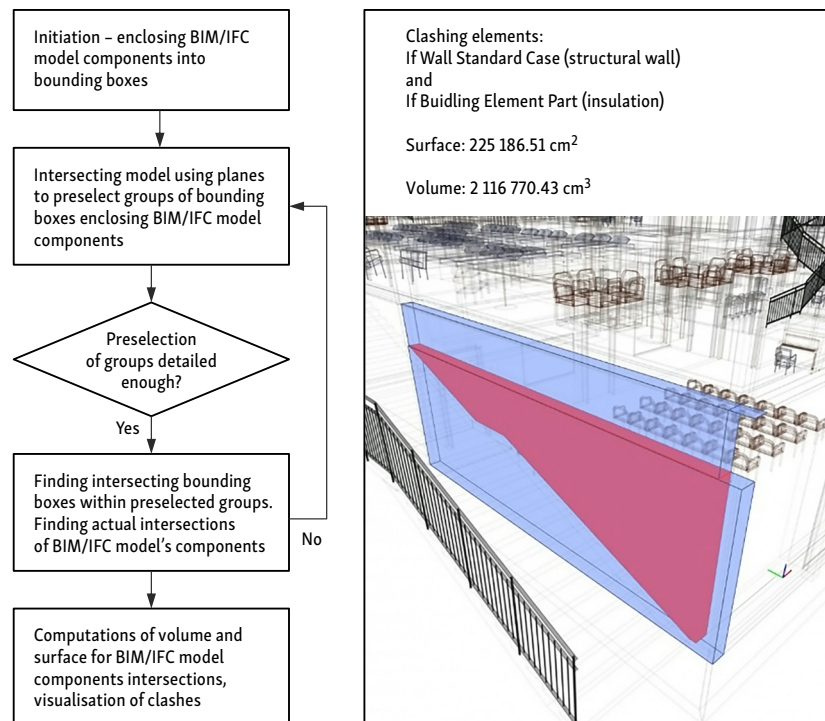 Initiation – enclosing BIM/IFC
model components into
bounding boxes
Intersecting model using planes
to preselect groups of bounding
boxes enclosing BIM/IFC model
components
Preselection
of groups detailed
enough?
Yes
Finding intersecting bounding
boxes within preselected groups.
Finding actual intersections
of BIM/IFC model’s components
No
Computations of volume and
surface for BIM/IFC model
components intersections,
visualisation of clashes
Clashing elements:
If Wall Standard Case (structural wall)
and
If Buidling Element Part (insulation)
Surface: 225 186.51 cm²
Volume: 2 116 770.43 cm³